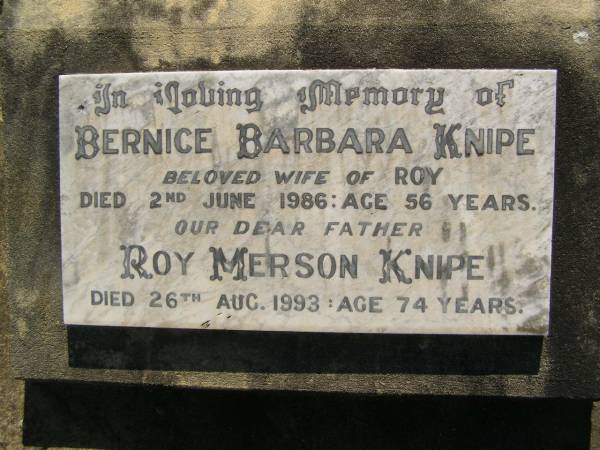 In Loving Memory of
BERNICE BARBARA KNIPE
BELOVED WIFE OF ROY
DIED 2ND JUNE 1986: AGE 56 YEARS.
OUR DEAR FATHER
ROY MERSON KNIPE
DIED 26TH AUG. 1993: AGE 74 YEARS.